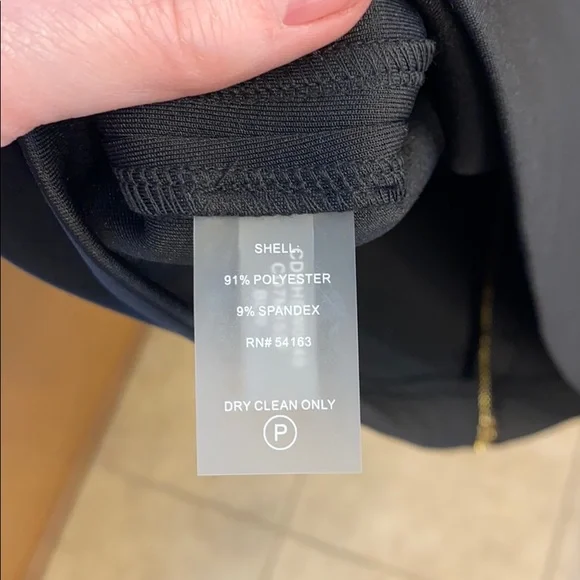 SHELL:
91% POLYESTER
9% SPANDEX
RN# 54163
DRY CLEAN ONLY
P